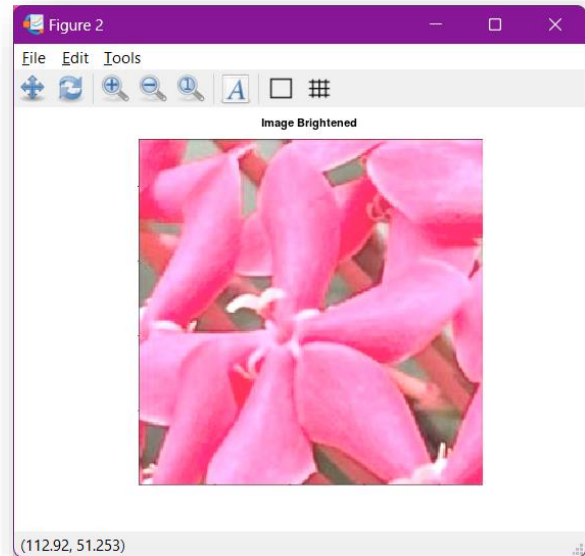 Figure 2
File Edit Tools
A
Image Brightened
(112.92, 51.253)